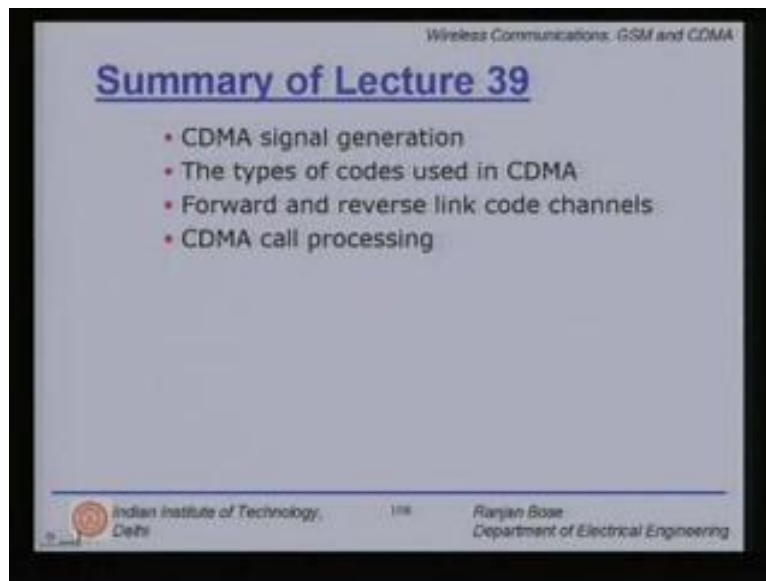 Wireless Communications. GSM and CDMA
Summary of Lecture 39
• CDMA signal generation
• The types of codes used in CDMA
• Forward and reverse link code channels
• CDMA call processing
Indian Institute of Technology,
Delhi
Ranjan Bose
Department of Electrical Engineering